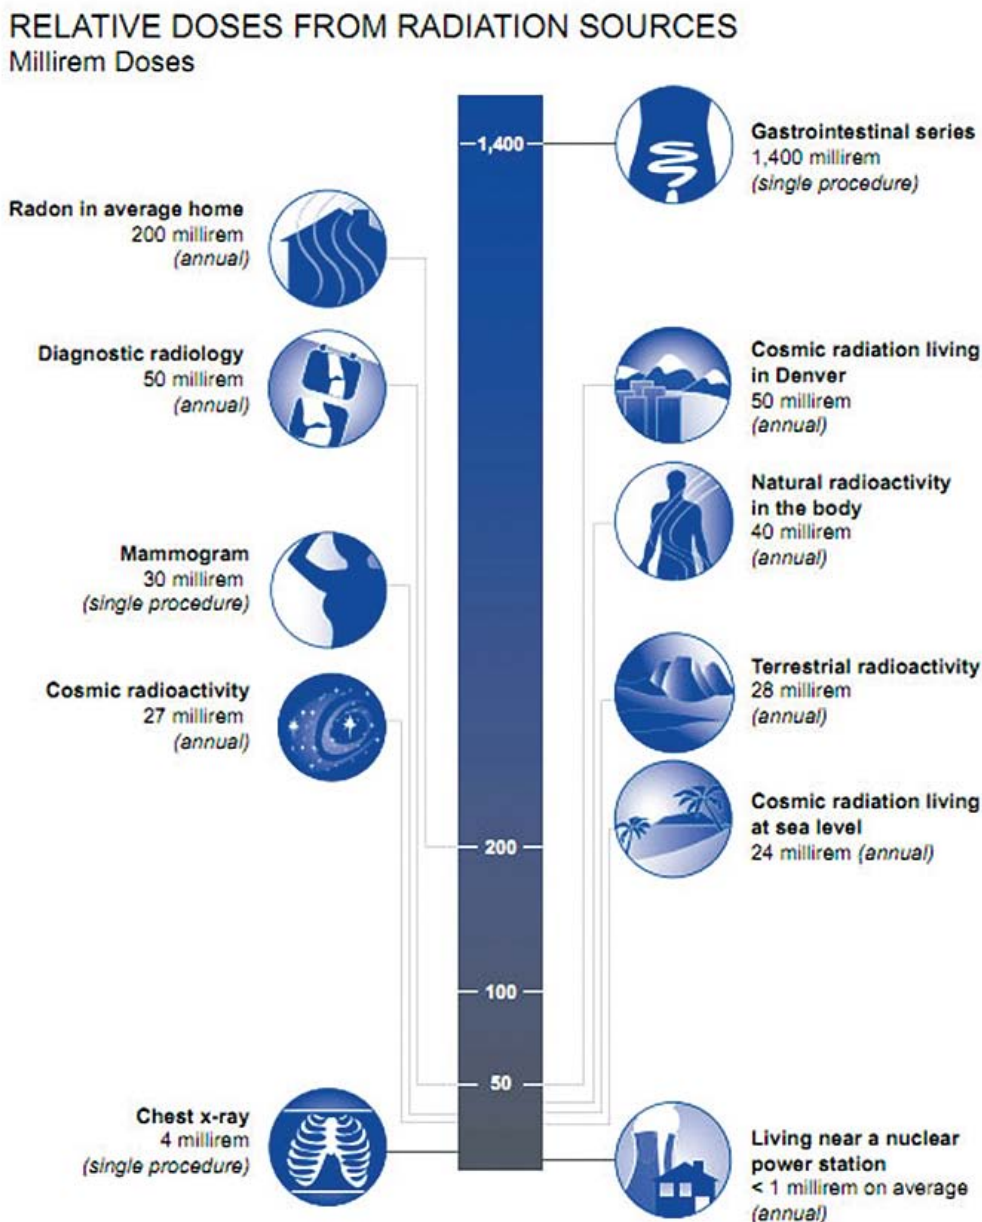 RELATIVE DOSES FROM RADIATION SOURCES
Millirem Doses
1,400
Gastrointestinal series
1,400 millirem
(single procedure)
Radon in average home
200 millirem
(annual)
Diagnostic radiology
50 millirem
(annual)
Cosmic radiation living
in Denver
50 millirem
(annual)
Natural radioactivity
in the body
40 millirem
(annual)
Mammogram
30 millirem
(single procedure)
Terrestrial radioactivity
28 millirem
(annual)
Cosmic radioactivity
27 millirem
(annual)
Cosmic radiation living
at sea level
24 millirem (annual)
200
100
50
Chest x-ray
4 millirem
(single procedure)
Living near a nuclear
power station
< 1 millirem on average
(annual)